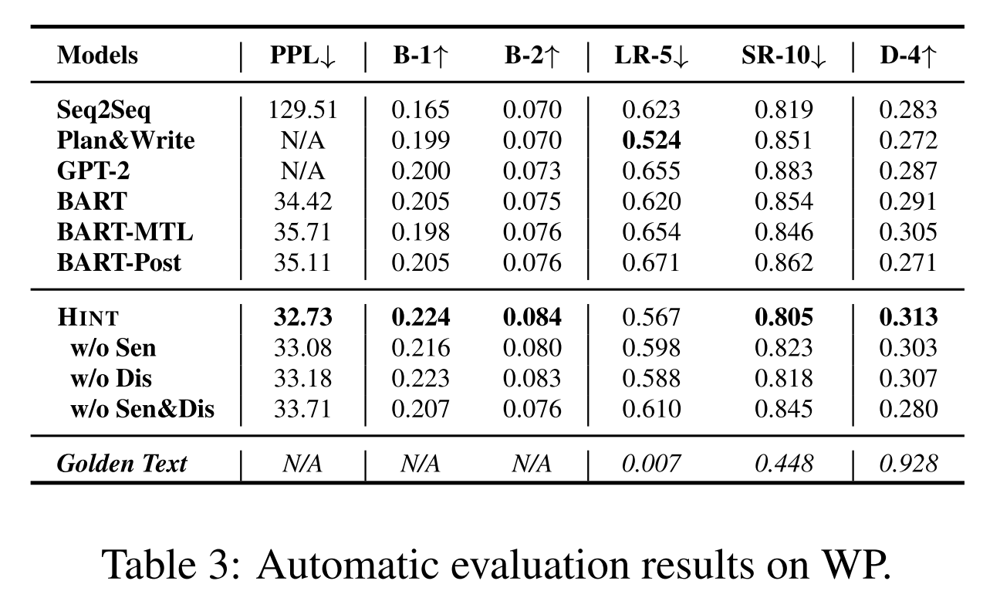 Models PPL↓ B-1↑ B-2↑ LR-5↓ SR-10↓ D-4↑
Seq2Seq 129.51 0.165 0.070 0.623 0.819 0.283
Plan&Write N/A 0.199 0.070 0.524 0.851 0.272
GPT-2 N/A 0.200 0.073 0.655 0.883 0.287
BART 34.42 0.205 0.075 0.620 0.854 0.291
BART-MTL 35.71 0.198 0.076 0.654 0.846 0.305
BART-Post 35.11 0.205 0.076 0.671 0.862 0.271
HINT 32.73 0.224 0.084 0.567 0.805 0.313
w/o Sen 33.08 0.216 0.080 0.598 0.823 0.303
w/o Dis 33.18 0.223 0.083 0.588 0.818 0.307
w/o Sen&Dis 33.71 0.207 0.076 0.610 0.845 0.280
Golden Text N/A N/A N/A 0.007 0.448 0.928
Table 3: Automatic evaluation results on WP.